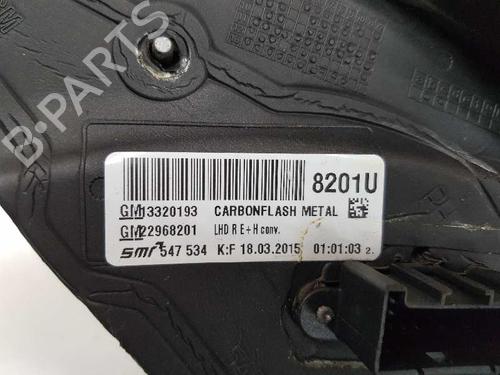 B-PARTS
8201U
GM 13320193 CARBONFLASH METAL
GM 22968201 LHD R E+H conv.
smr 547 534 K:F 18.03.2015 01:01:03 2.